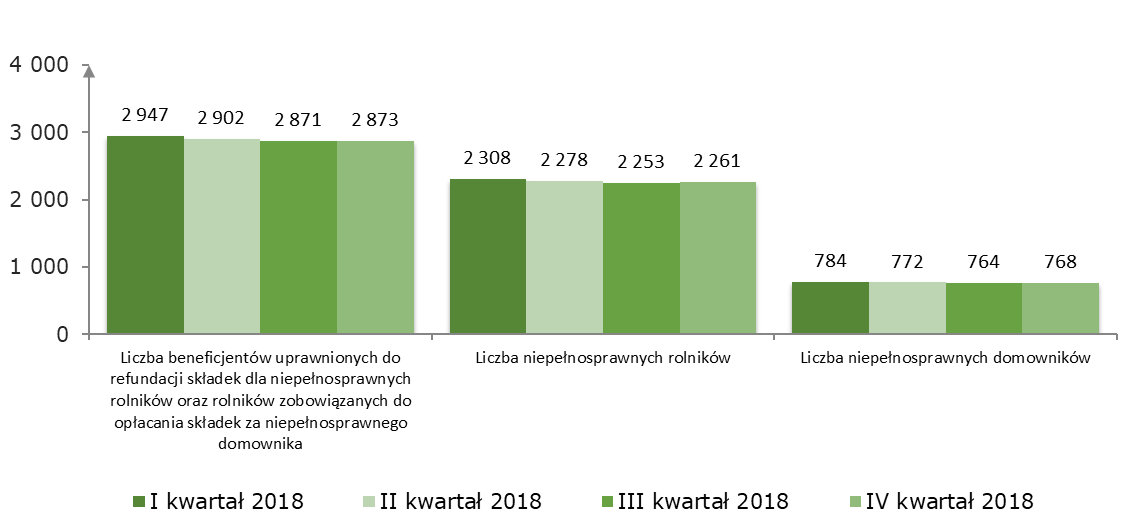 4 000
3 000
2 000
1 000
0
2 947
2 902
2 871
2 873
2 308
2 278
2 253
2 261
784
772
764
768
Liczba beneficjentów uprawnionych do
refundacji składek dla niepełnosprawnych
rolników oraz rolników zobowiązanych do
opłacania składek za niepełnosprawnego
domownika
Liczba niepełnosprawnych rolników
Liczba niepełnosprawnych domowników
I kwartał 2018
II kwartał 2018
III kwartał 2018
IV kwartał 2018